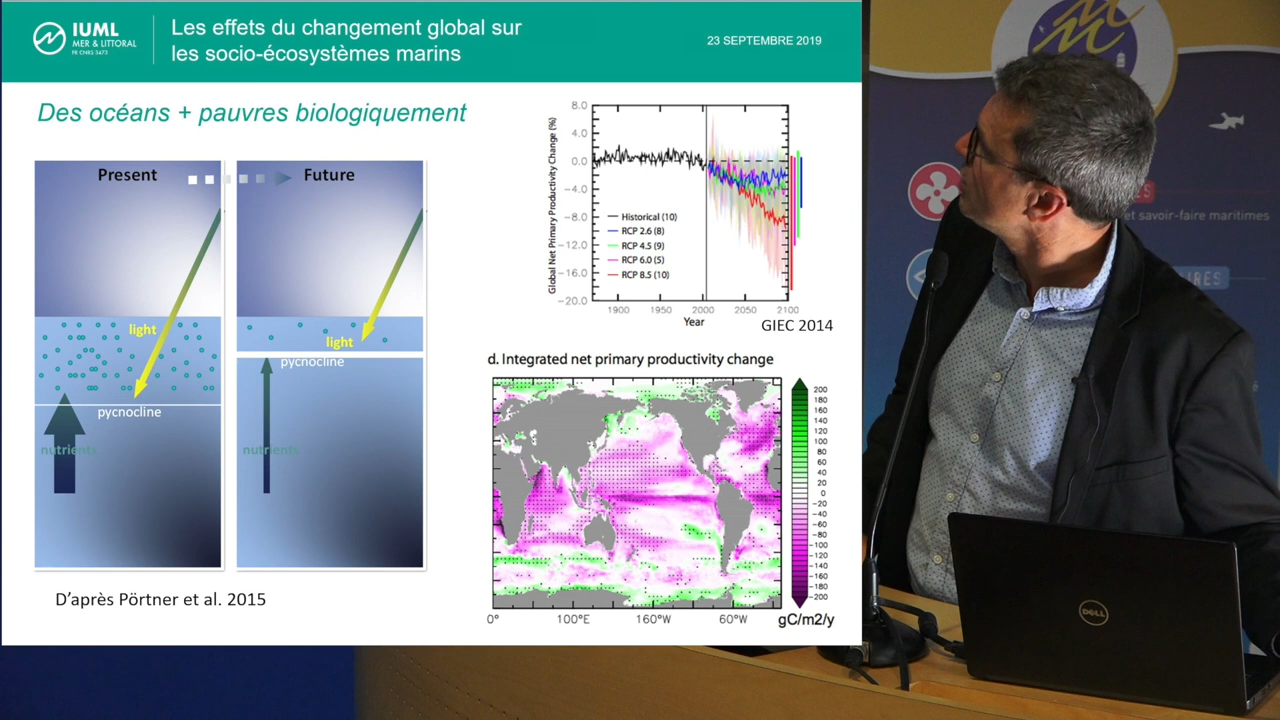 IUML
MER & LITTORAL
FR CNRS 3473
Les effets du changement global sur
les socio-écosystèmes marins
23 SEPTEMBRE 2019
Des océans + pauvres biologiquement
Present
Future
light
pycnocline
nutrients
light
pycnocline
nutrients
D'après Pörtner et al. 2015
Global Net Primary Productivity Change (%)
8.0
4.0
0.0
-4.0
-8.0
-12.0
-16.0
-20.0
Historical (10)
RCP 2.6 (8)
RCP 4.5 (9)
RCP 6.0 (5)
RCP 8.5 (10)
1900
1950
2000
2050
2100
Year
GIEC 2014
d. Integrated net primary productivity change
200
180
160
140
120
100
80
60
40
20
0
-20
-40
-60
-80
-100
-120
-140
-160
-180
-200
0°
100°E
160°W
60°W
gC/m2/y
et savoir-faire maritimes
DELL